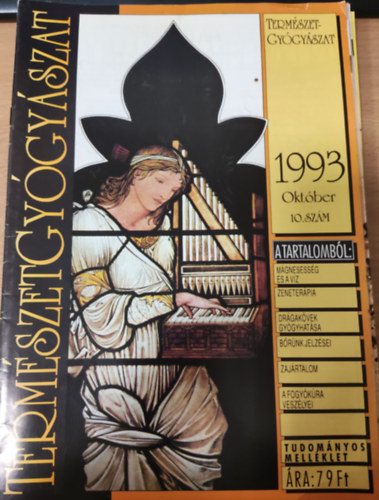 TERMÉSZETGYÓGYÁSZAT
TERMÉSZET-
GYÓGYÁSZAT
1993
Október
10. SZÁM
A TARTALOMBÓL:
MÁGNESESSÉG
ÉS A VÍZ
ZENETERÁPIA
DRÁGAKÖVEK
GYÓGYHATÁSA
BŐRÜNK JELZÉSEI
ZAJÁRTALOM
A FOGYÓKÚRA
VESZÉLYEI
TUDOMÁNYOS
MELLÉKLET
ÁRA: 79 Ft